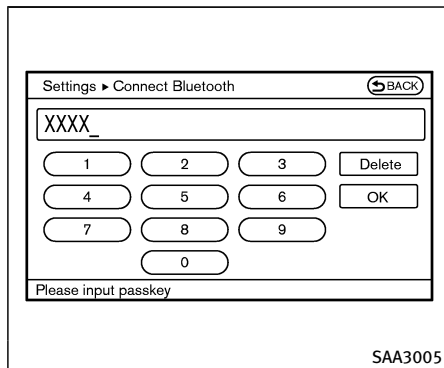 Settings ▸ Connect Bluetooth BACK
XXXX_
1 2 3 Delete
4 5 6 OK
7 8 9
0
Please input passkey
SAA3005